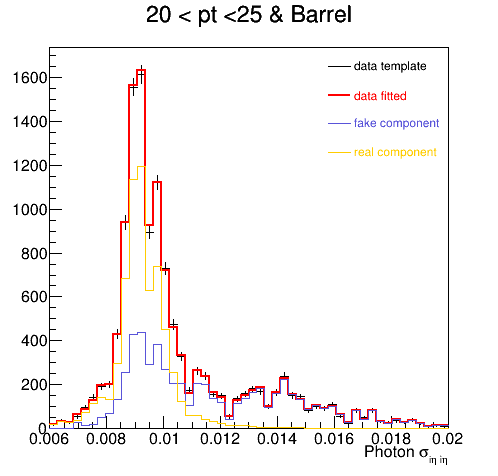 20 < pt <25 & Barrel
data template
data fitted
fake component
real component
1600
1400
1200
1000
800
600
400
200
0
0.006 0.008 0.01 0.012 0.014 0.016 0.018 0.02
Photon σiη iη